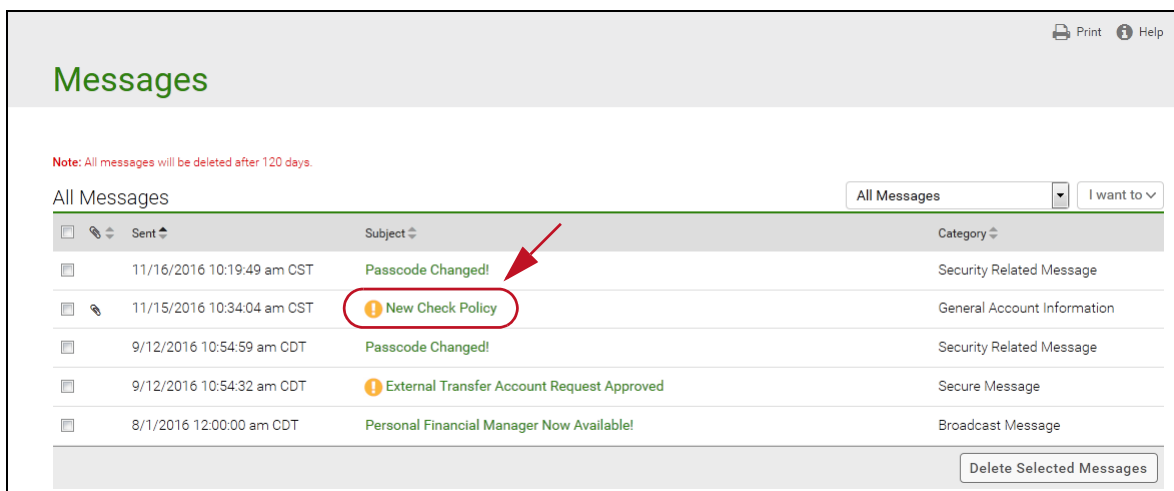 Print Help
Messages
Note: All messages will be deleted after 120 days.
All Messages All Messages I want to
Sent Subject Category
11/16/2016 10:19:49 am CST Passcode Changed! Security Related Message
11/15/2016 10:34:04 am CST New Check Policy General Account Information
9/12/2016 10:54:59 am CDT Passcode Changed! Security Related Message
9/12/2016 10:54:32 am CDT External Transfer Account Request Approved Secure Message
8/1/2016 12:00:00 am CDT Personal Financial Manager Now Available! Broadcast Message
Delete Selected Messages